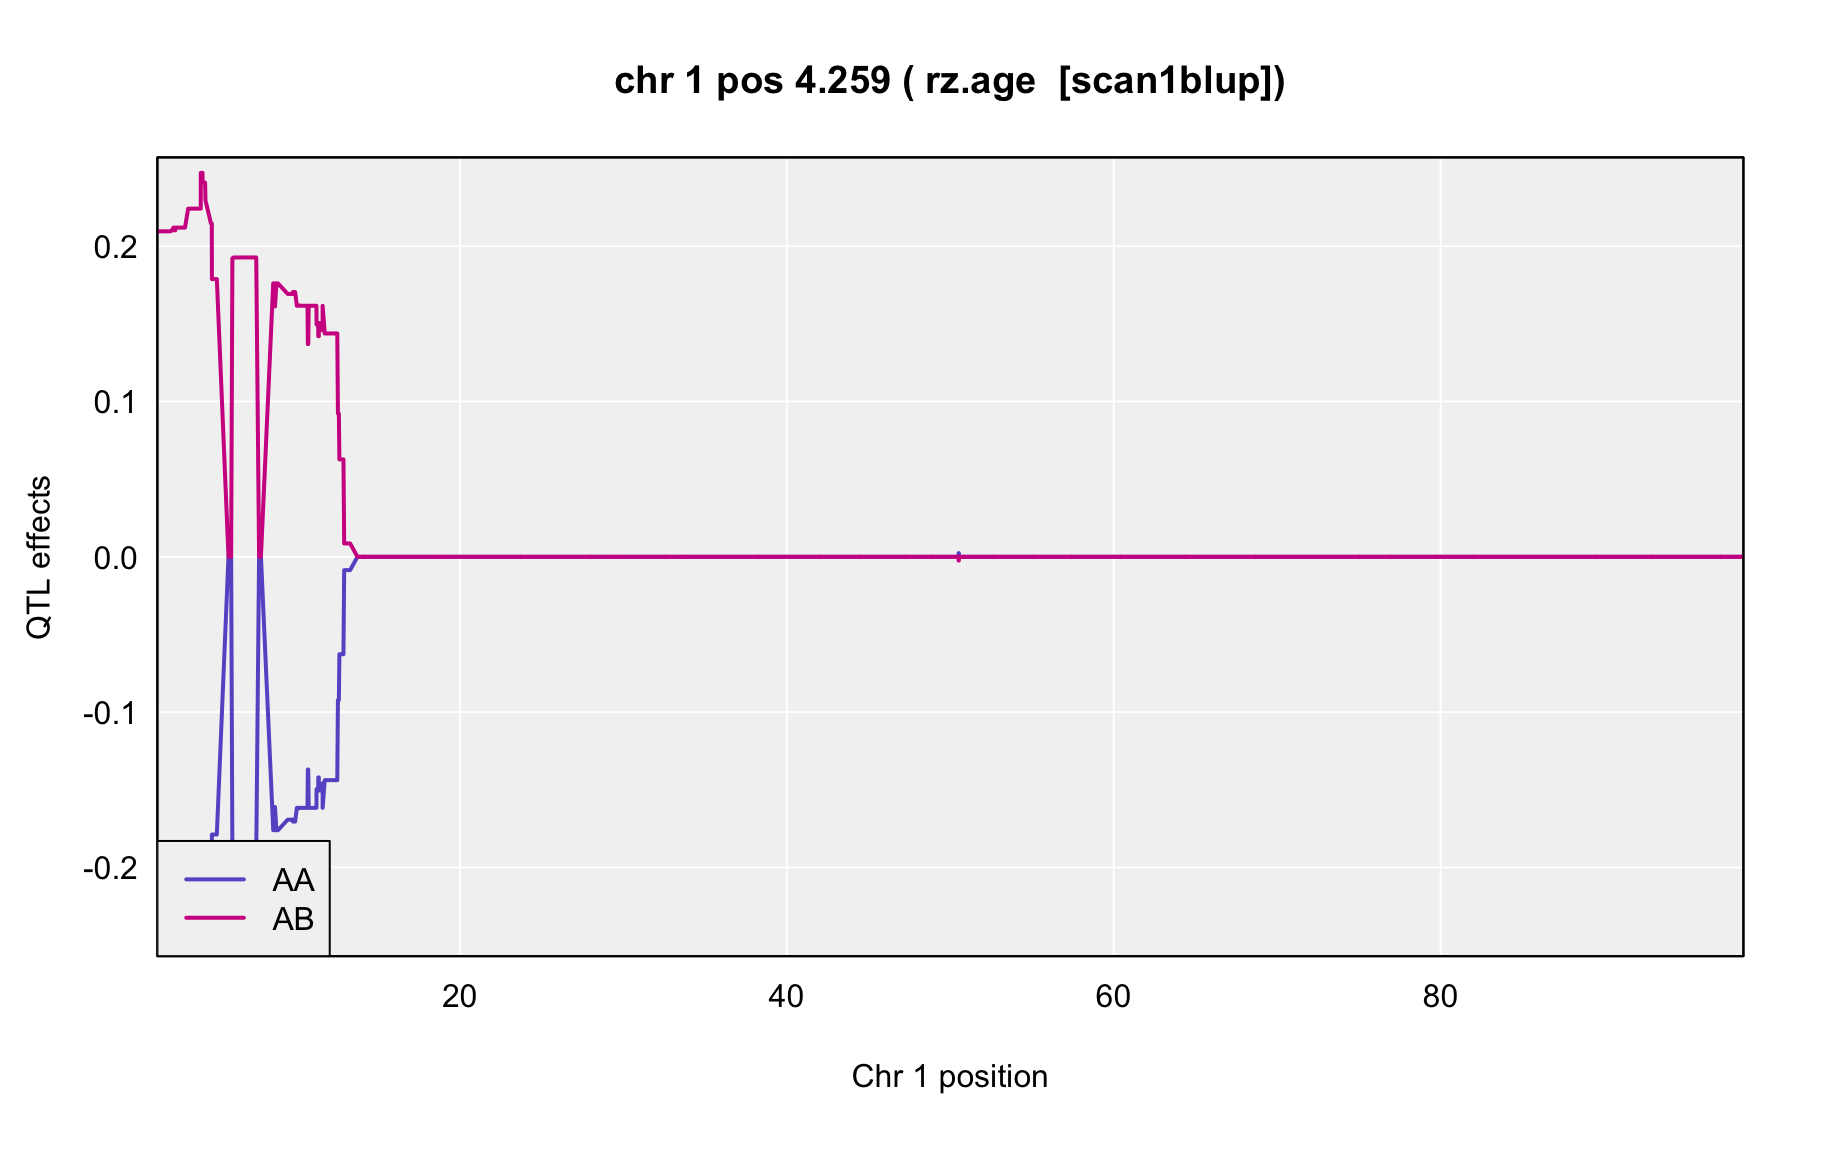 chr 1 pos 4.259 ( rz.age  [scan1blup])
QTL effects
0.2
0.1
0.0
-0.1
-0.2
AA
AB
20 40 60 80
Chr 1 position